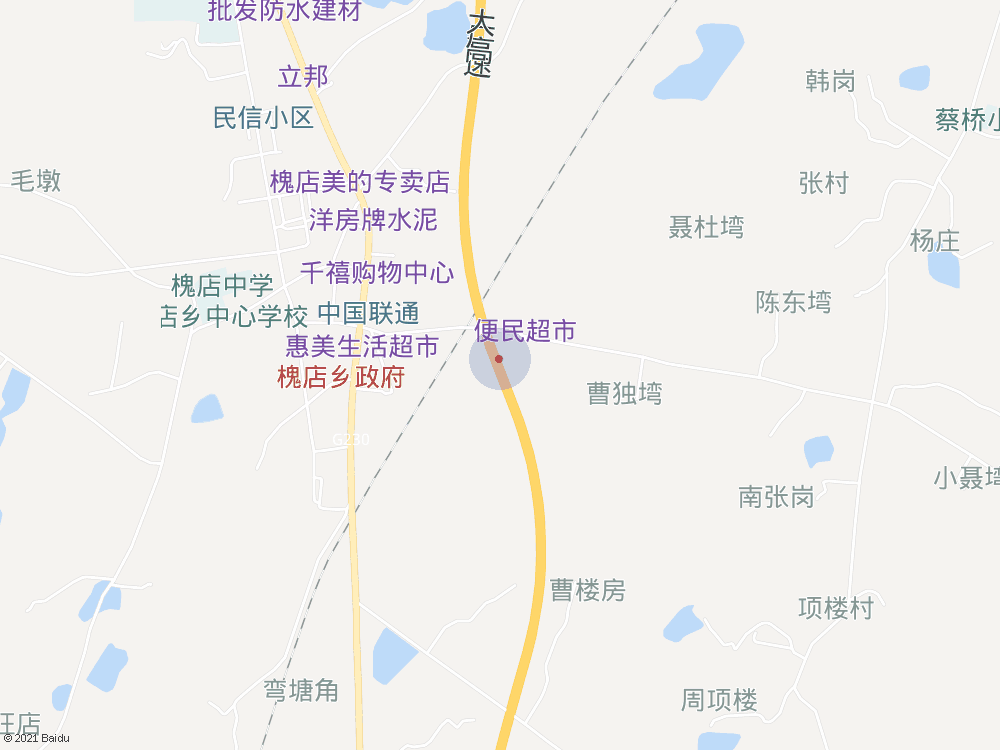 批发防水建材
大高速
立邦
韩岗
民信小区
蔡桥小
毛墩
槐店美的专卖店
张村
洋房牌水泥
聂杜塆
杨庄
千禧购物中心
槐店中学
陈东塆
店乡中心学校
中国联通
便民超市
惠美生活超市
槐店乡政府
曹独塆
G230
小聂塆
南张岗
曹楼房
项楼村
弯塘角
周项楼
旺店
© 2021 Baidu